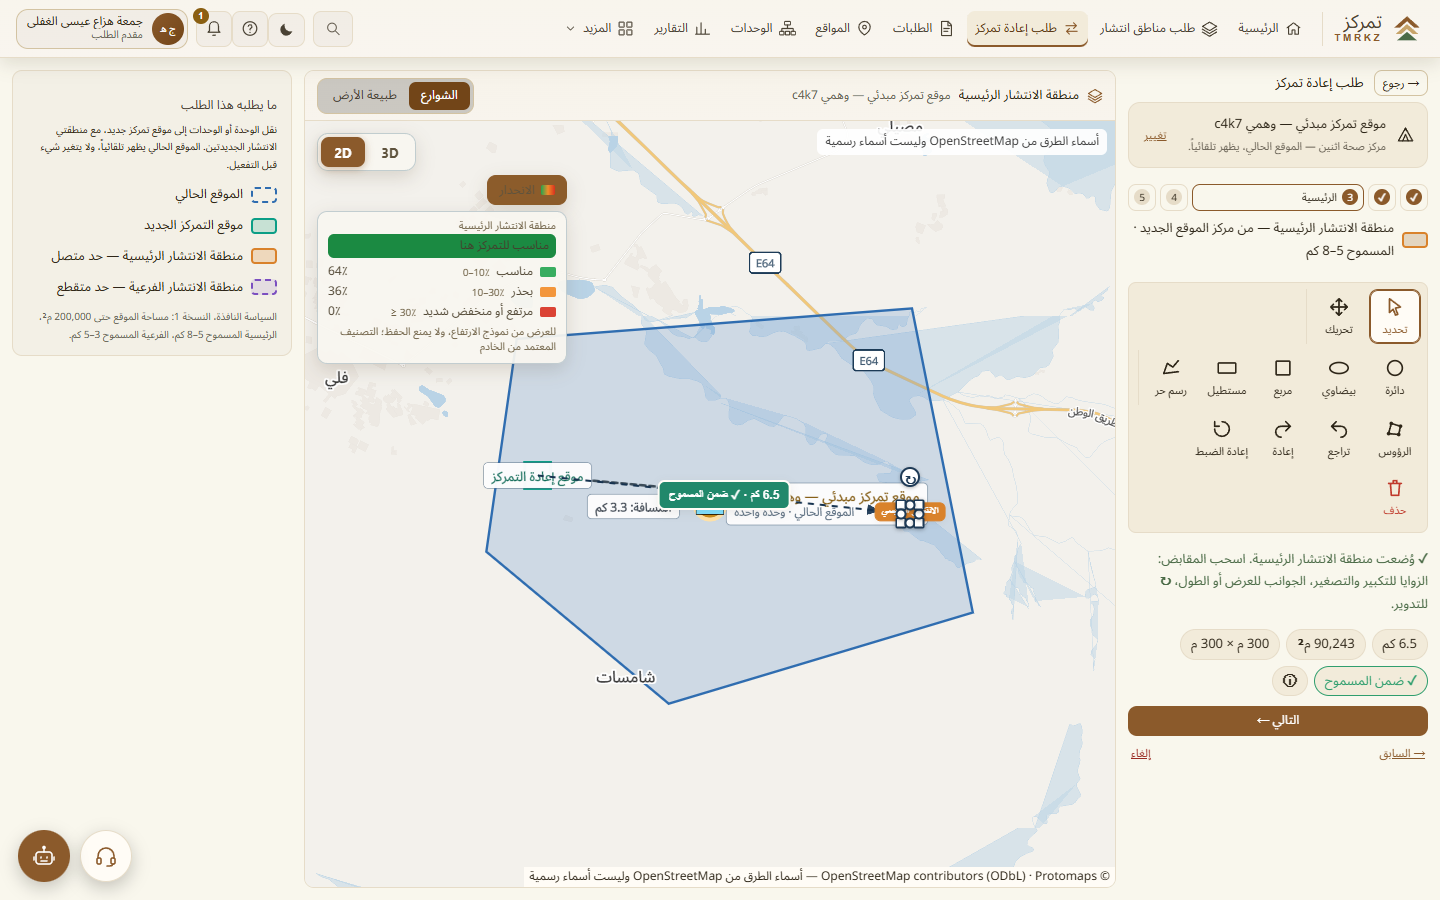 تمركز
TMRKZ
الرئيسية
طلب مناطق انتشار
طلب إعادة تمركز
الطلبات
المواقع
الوحدات
التقارير
المزيد
1
جمعة هزاع عيسى الغفلي
مقدم الطلب
ج ه
→ رجوع
طلب إعادة تمركز
موقع تمركز مبدئي — وهمي c4k7
مركز صحة اثنين — الموقع الحالي، يظهر تلقائياً.
تغيير
✓ ✓ 3 الرئيسية 4 5
منطقة الانتشار الرئيسية — من مركز الموقع الجديد ·
المسموح 5–8 كم
تحديد
تحريك
دائرة
بيضاوي
مربع
مستطيل
رسم حر
الرؤوس
تراجع
إعادة
إعادة الضبط
حذف
✓ وُضعت منطقة الانتشار الرئيسية. اسحب المقابض:
الزوايا للتكبير والتصغير، الجوانب للعرض أو الطول، ↻
للتدوير.
6.5 كم
90,243 م²
300 م × 300 م
✓ ضمن المسموح
التالي ←
→ السابق
إلغاء
منطقة الانتشار الرئيسية
موقع تمركز مبدئي — وهمي c4k7
الشوارع
طبيعة الأرض
أسماء الطرق من OpenStreetMap وليست أسماء رسمية
2D
3D
الانحدار
منطقة الانتشار الرئيسية
مناسب للتمركز هنا
مناسب 0–10٪ 64٪
بحذر 10–30٪ 36٪
مرتفع أو منخفض شديد ≥ 30٪ 0٪
للعرض من نموذج الارتفاع، ولا يمنع الحفظ؛ التصنيف
المعتمد من الخادم
E64
E64
فلي
طريق الوطن
موقع إعادة التمركز
6.5 كم · ✓ ضمن المسموح
موقع تمركز مبدئي — وه
الموقع الحالي · وحدة واحدة
المسافة: 3.3 كم
شامسات
© OpenStreetMap contributors (ODbL) · Protomaps — أسماء الطرق من OpenStreetMap وليست أسماء رسمية
ما يطلبه هذا الطلب
نقل الوحدة أو الوحدات إلى موقع تمركز جديد، مع منطقتي
الانتشار الجديدتين. الموقع الحالي يظهر تلقائياً، ولا يتغير شيء
قبل التفعيل.
الموقع الحالي
موقع التمركز الجديد
منطقة الانتشار الرئيسية — حد متصل
منطقة الانتشار الفرعية — حد متقطع
السياسة النافذة، النسخة 1: مساحة الموقع حتى 200,000 م²،
الرئيسية المسموح 5–8 كم، الفرعية المسموح 3–5 كم.